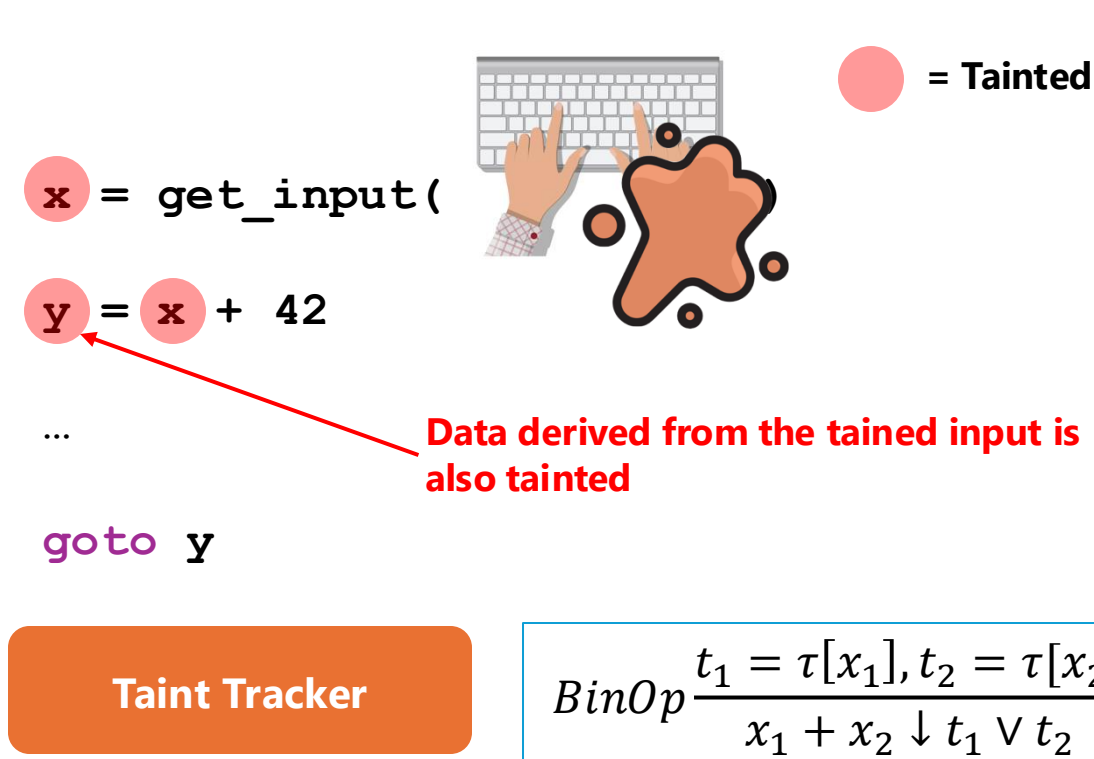 = Tainted
x = get_input( )
y = x + 42
...
Data derived from the tained input is
also tainted
goto y
Taint Tracker
BinOp t₁ = τ[x₁], t₂ = τ[x₂
x₁ + x₂ ↓ t₁ ∨ t₂